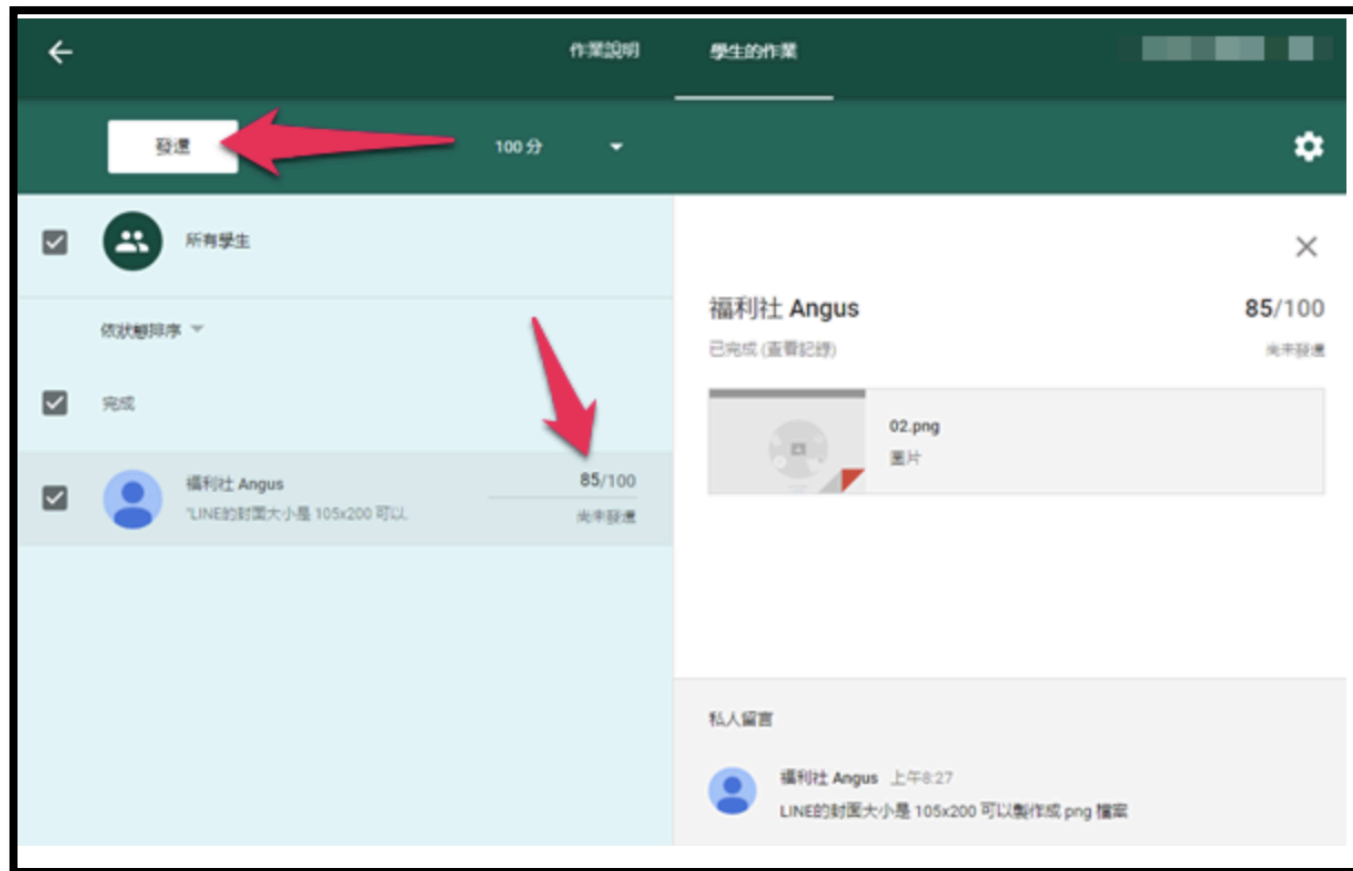 作業說明
學生的作業
發還
100 分
所有學生
依狀態排序
完成
福利社 Angus
85/100
"LINE的封面大小是 105x200 可以.
尚未發還
福利社 Angus
85/100
已完成 (查看記錄)
尚未發還
02.png
圖片
私人留言
福利社 Angus 上午8:27
LINE的封面大小是 105x200 可以製作成 png 檔案